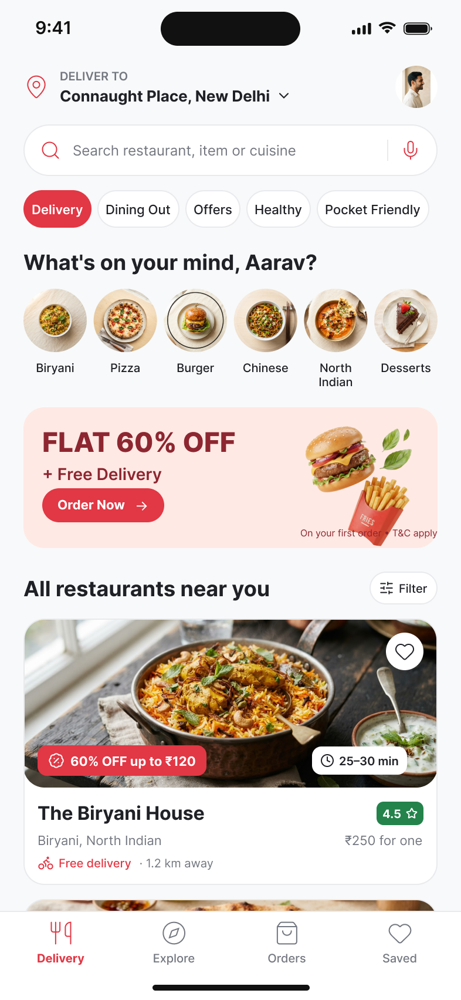 9:41
DELIVER TO
Connaught Place, New Delhi
Search restaurant, item or cuisine
Delivery
Dining Out
Offers
Healthy
Pocket Friendly
What's on your mind, Aarav?
Biryani
Pizza
Burger
Chinese
North
Indian
Desserts
FLAT 60% OFF
+ Free Delivery
Order Now →
FRIES
On your first order • T&C apply
All restaurants near you
Filter
60% OFF up to ₹120
25–30 min
The Biryani House
4.5
Biryani, North Indian
₹250 for one
Free delivery · 1.2 km away
Delivery
Explore
Orders
Saved